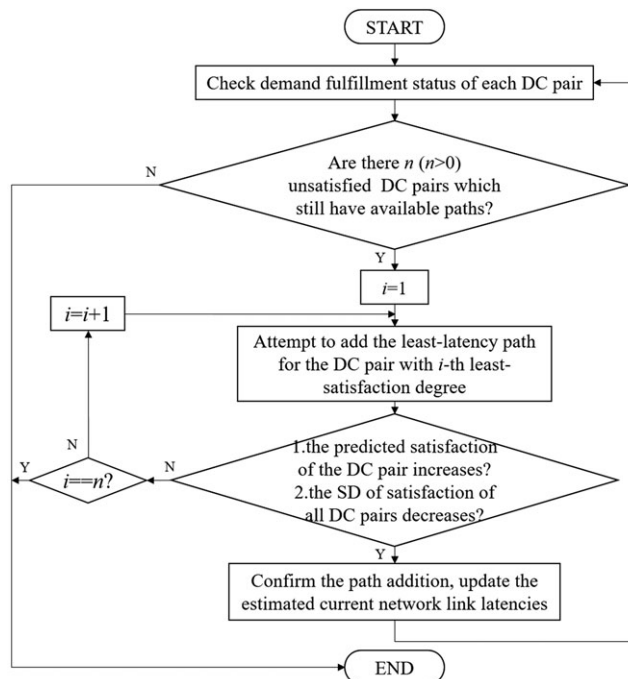 START
Check demand fulfillment status of each DC pair
Are there n (n>0)
unsatisfied DC pairs which
still have available paths?
N
Y
i=1
i=i+1
Attempt to add the least-latency path
for the DC pair with i-th least-
satisfaction degree
N
1.the predicted satisfaction
of the DC pair increases?
2.the SD of satisfaction of
all DC pairs decreases?
N
Y
i==n?
Y
Confirm the path addition, update the
estimated current network link latencies
END